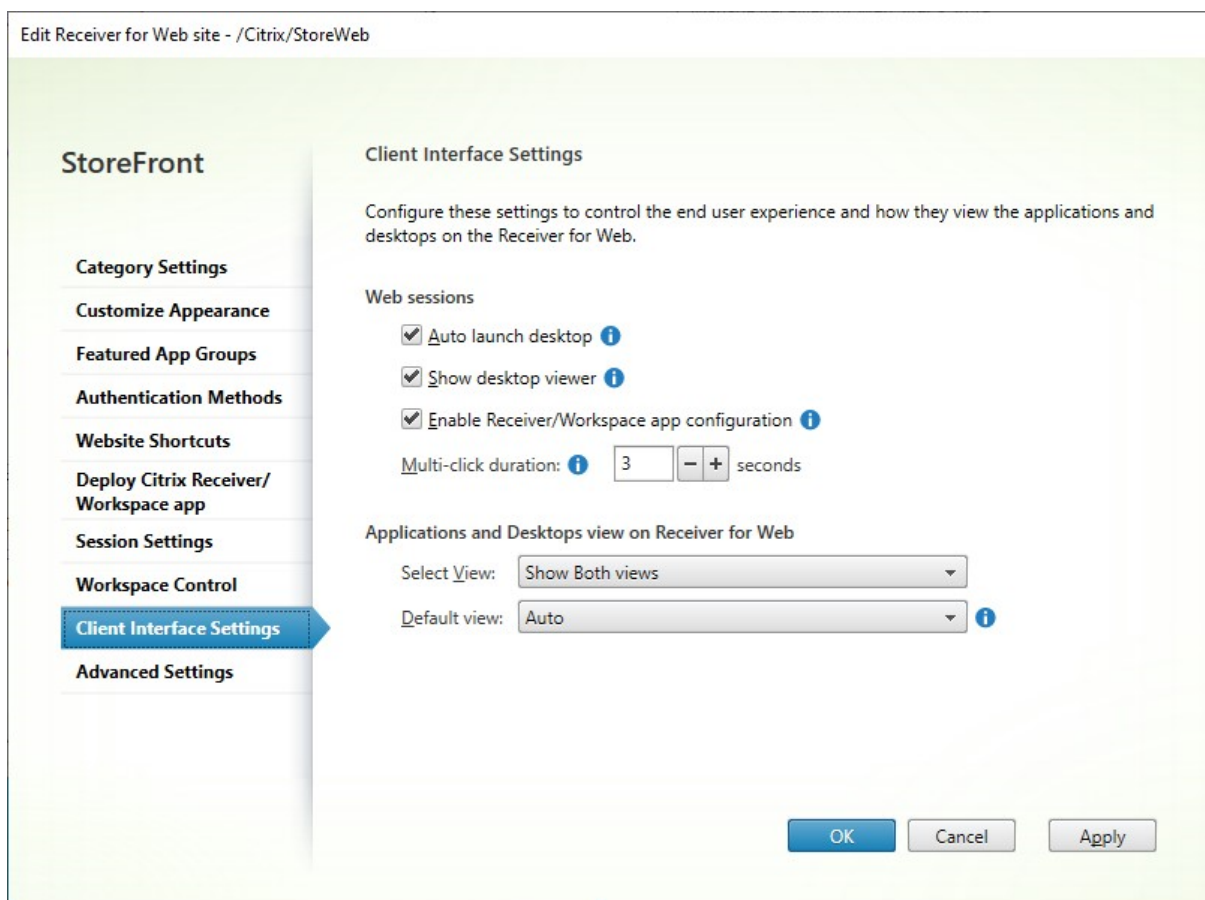 Edit Receiver for Web site - /Citrix/StoreWeb
StoreFront
Category Settings
Customize Appearance
Featured App Groups
Authentication Methods
Website Shortcuts
Deploy Citrix Receiver/
Workspace app
Session Settings
Workspace Control
Client Interface Settings
Advanced Settings
Client Interface Settings
Configure these settings to control the end user experience and how they view the applications and
desktops on the Receiver for Web.
Web sessions
Auto launch desktop
Show desktop viewer
Enable Receiver/Workspace app configuration
Multi-click duration: 3 seconds
Applications and Desktops view on Receiver for Web
Select View: Show Both views
Default view: Auto
OK Cancel Apply